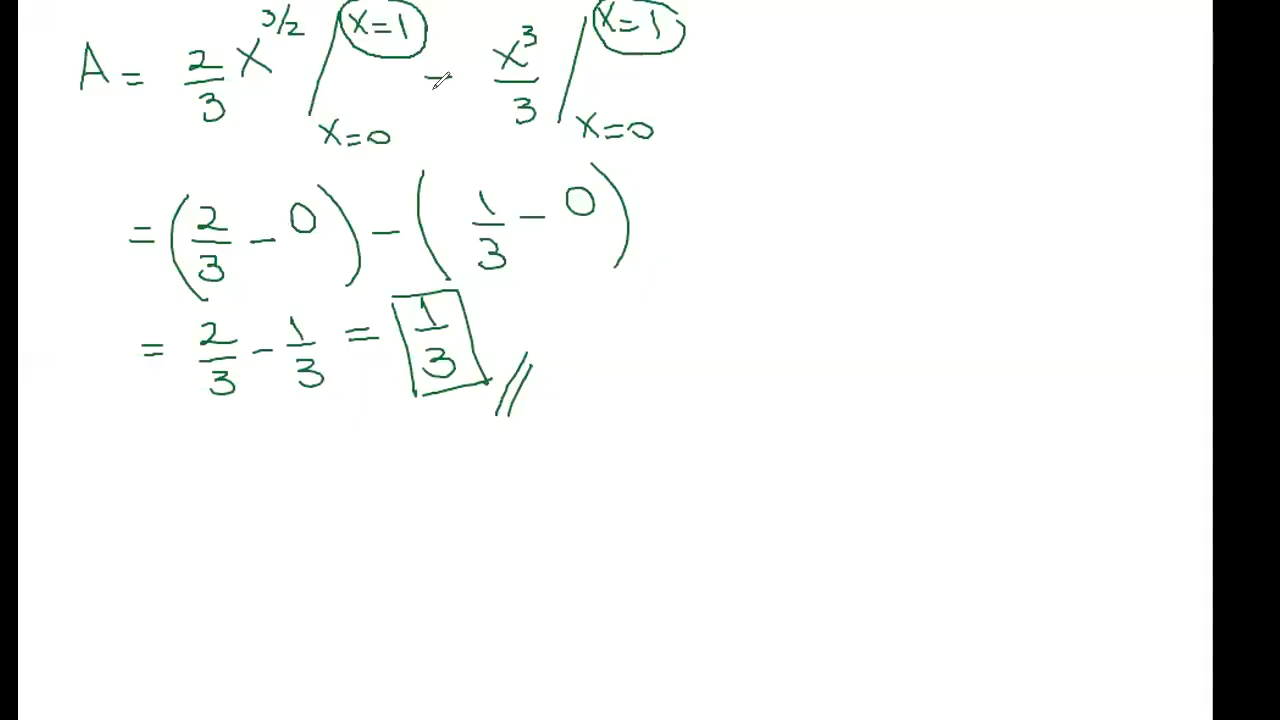 A = 2/3 x^3/2 | x=1 x=0 - x^3/3 | x=1 x=0
= (2/3 - 0) - (1/3 - 0)
= 2/3 - 1/3 = 1/3 //